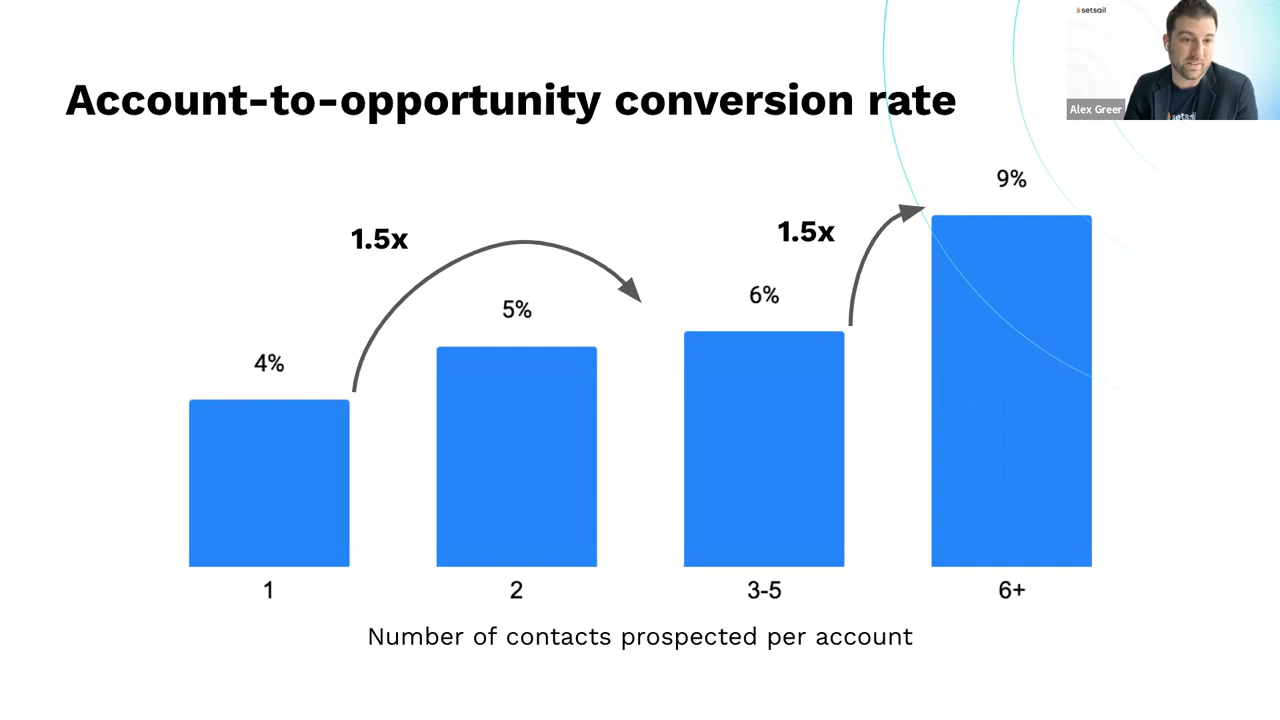 setsail
Alex Greer
setsail
Account-to-opportunity conversion rate
9%
1.5x
1.5x
6%
5%
4%
1
2
3-5
6+
Number of contacts prospected per account